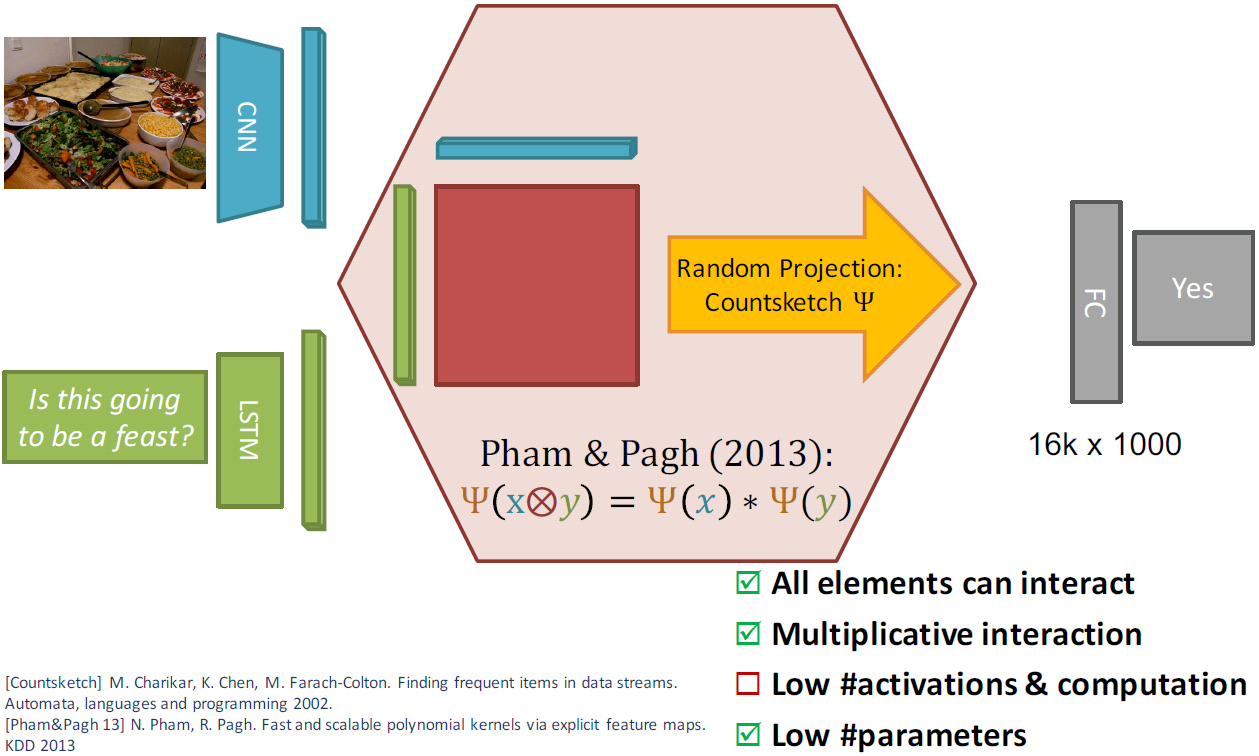 CNN
Is this going
to be a feast?
LSTM
Random Projection:
Countsketch Ψ
Pham & Pagh (2013):
Ψ(x⊗y) = Ψ(x) ∗ Ψ(y)
FC
Yes
16k x 1000
☑ All elements can interact
☑ Multiplicative interaction
☐ Low #activations & computation
☑ Low #parameters
[Countsketch] M. Charikar, K. Chen, M. Farach-Colton. Finding frequent items in data streams.
Automata, languages and programming 2002.
[Pham&Pagh 13] N. Pham, R. Pagh. Fast and scalable polynomial kernels via explicit feature maps.
KDD 2013